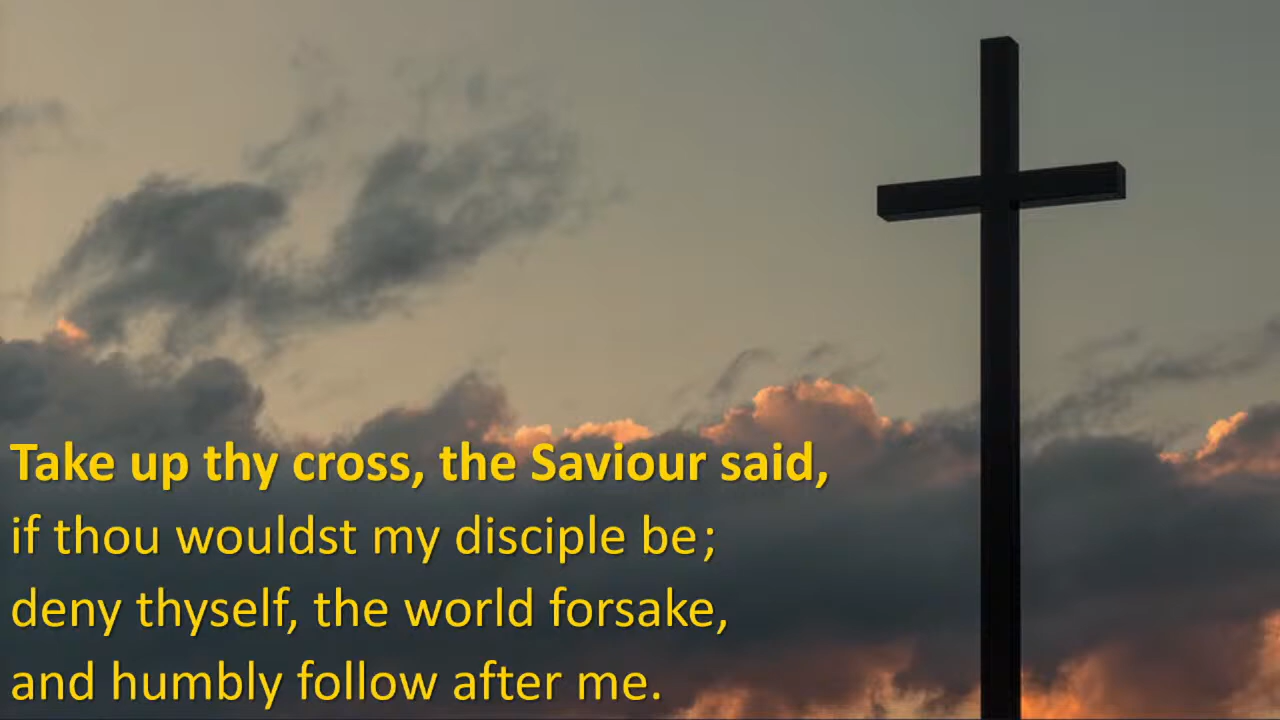 Take up thy cross, the Saviour said,
if thou wouldst my disciple be;
deny thyself, the world forsake,
and humbly follow after me.